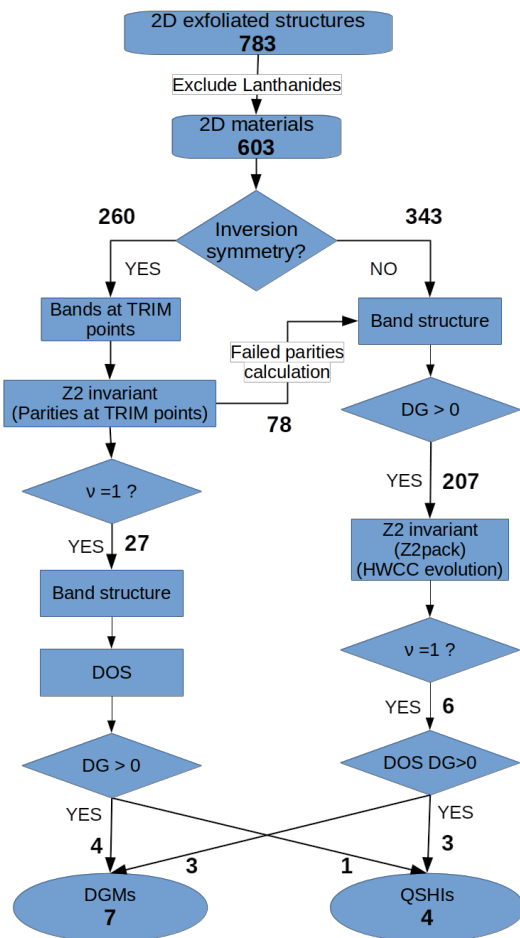 2D exfoliated structures
783
Exclude Lanthanides
2D materials
603
260
343
Inversion
symmetry?
YES
NO
Bands at TRIM
points
Band structure
Failed parities
calculation
Z2 invariant
(Parities at TRIM points)
78
DG > 0
ν =1 ?
YES
207
YES
27
Z2 invariant
(Z2pack)
(HWCC evolution)
Band structure
ν =1 ?
DOS
YES
6
DG > 0
DOS DG>0
YES
YES
4
3
1
3
DGMs
7
QSHIs
4